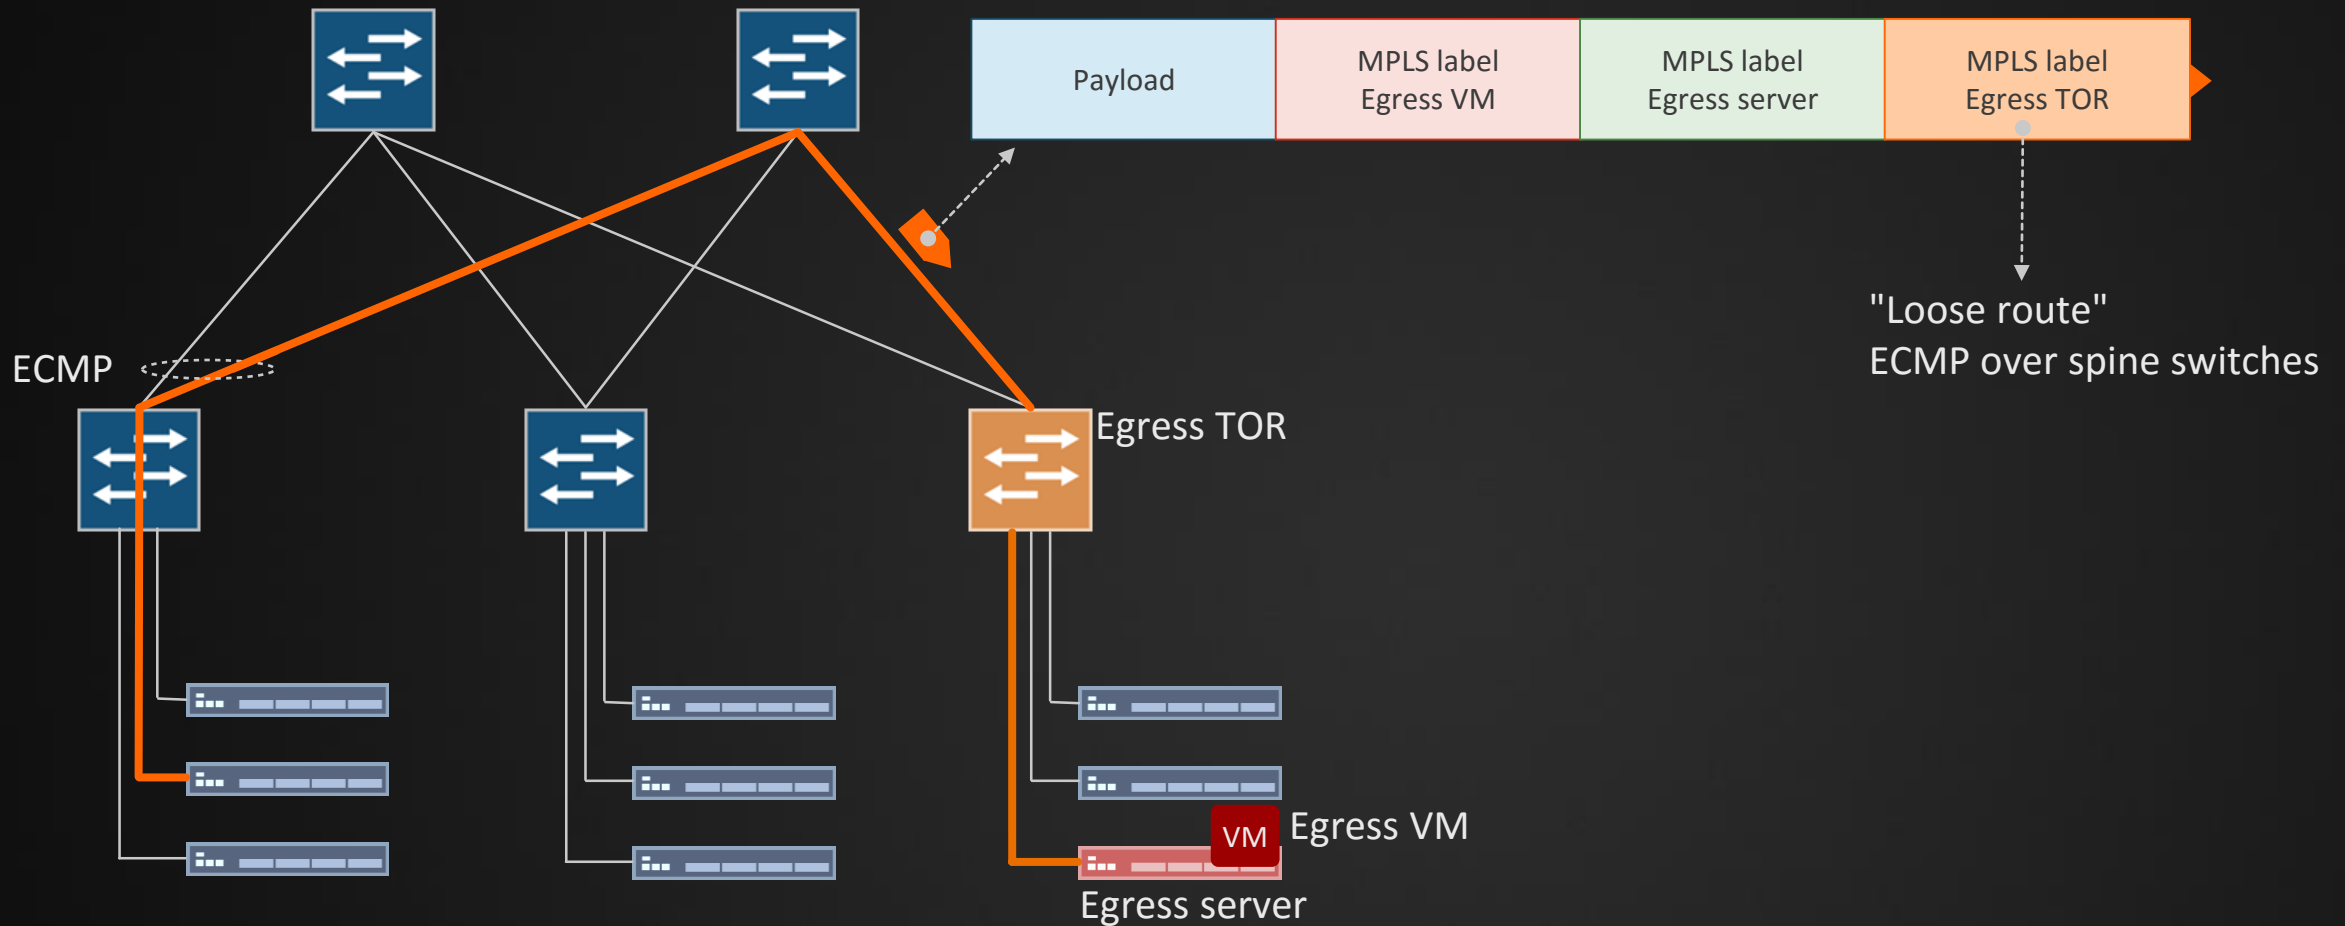 Payload
MPLS label
Egress VM
MPLS label
Egress server
MPLS label
Egress TOR
"Loose route"
ECMP over spine switches
ECMP
Egress TOR
VM
Egress VM
Egress server